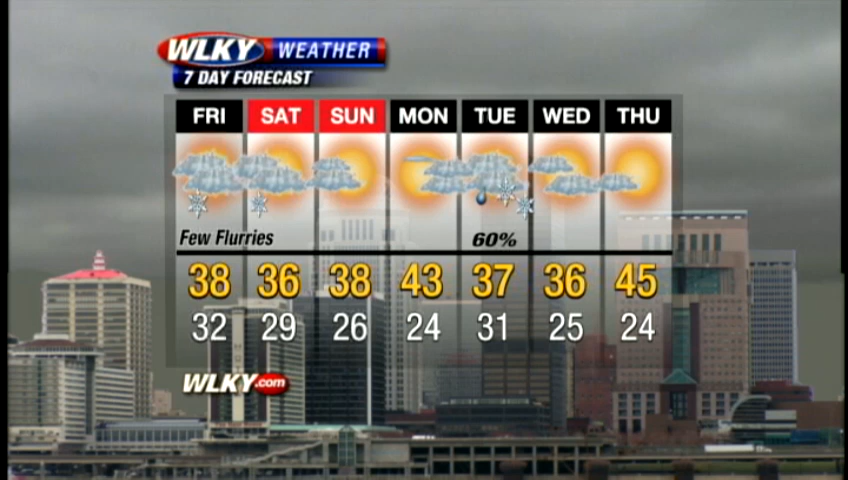 WLKY WEATHER
7 DAY FORECAST
FRI SAT SUN MON TUE WED THU
Few Flurries 60%
38 36 38 43 37 36 45
32 29 26 24 31 25 24
WLKY.com